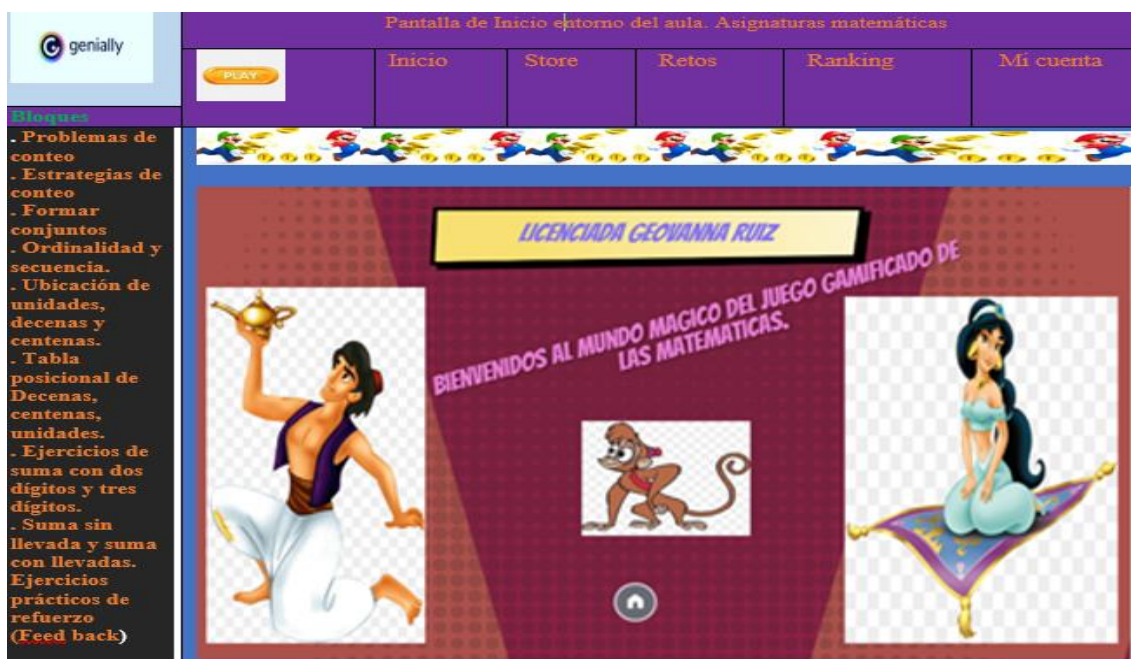 genially
Pantalla de Inicio entorno del aula. Asignaturas matemáticas
PLAY
Inicio
Store
Retos
Ranking
Mi cuenta
Bloques
. Problemas de
conteo
. Estrategias de
conteo
. Formar
conjuntos
. Ordinalidad y
secuencia.
. Ubicación de
unidades,
decenas y
centenas.
. Tabla
posicional de
Decenas,
centenas,
unidades.
. Ejercicios de
suma con dos
dígitos y tres
dígitos.
. Suma sin
llevada y suma
con llevadas.
Ejercicios
prácticos de
refuerzo
(Feed back)
LICENCIADA GEOVANNA RUIZ
BIENVENIDOS AL MUNDO MAGICO DEL JUEGO GAMIFICADO DE
LAS MATEMATICAS.